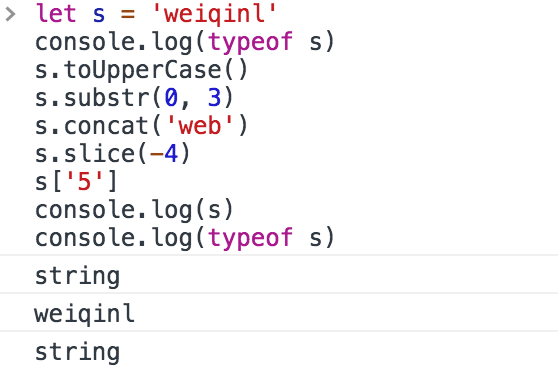 > let s = 'weiqinl'
console.log(typeof s)
s.toUpperCase()
s.substr(0, 3)
s.concat('web')
s.slice(-4)
s['5']
console.log(s)
console.log(typeof s)
string
weiqinl
string